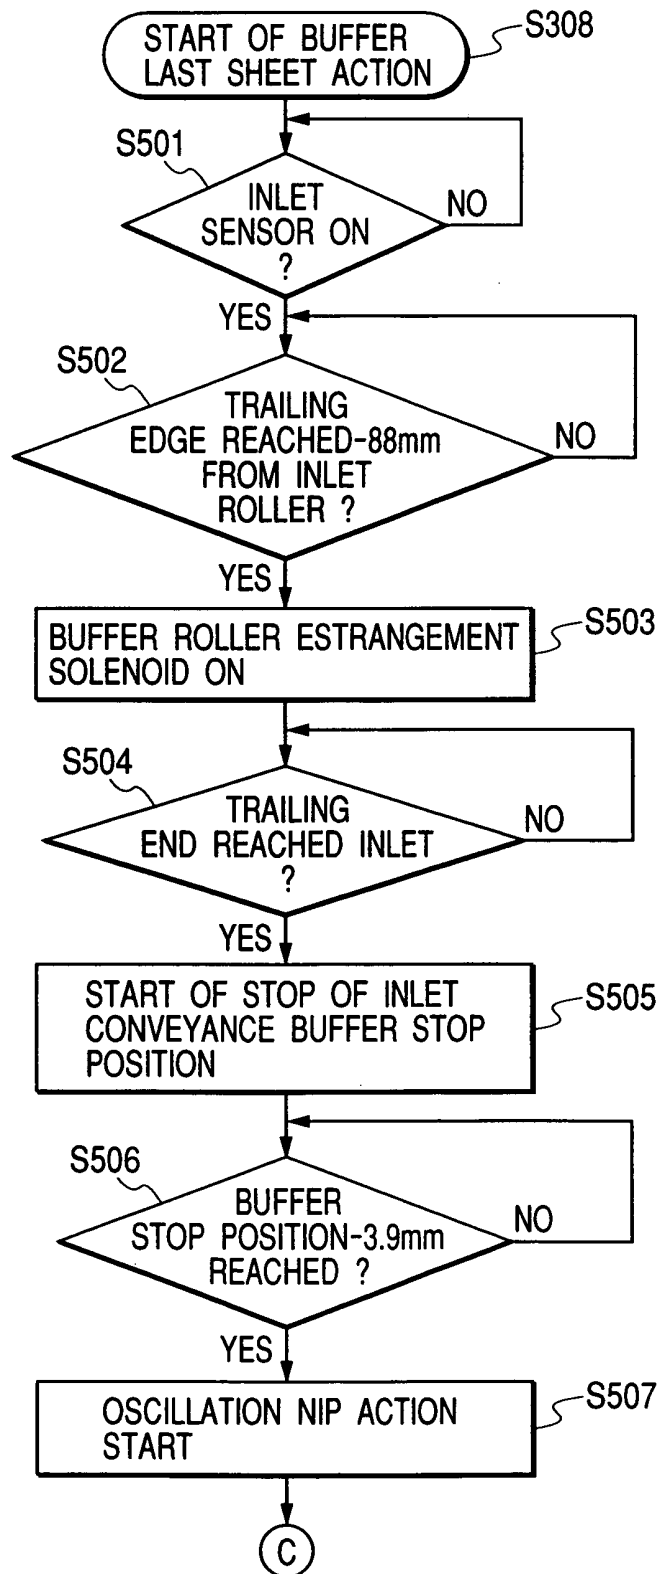 START OF BUFFER
LAST SHEET ACTION
S308
S501
INLET
SENSOR ON
?
NO
YES
S502
TRAILING
EDGE REACHED-88mm
FROM INLET
ROLLER ?
NO
YES
BUFFER ROLLER ESTRANGEMENT
SOLENOID ON
S503
S504
TRAILING
END REACHED INLET
?
NO
YES
START OF STOP OF INLET
CONVEYANCE BUFFER STOP
POSITION
S505
S506
BUFFER
STOP POSITION-3.9mm
REACHED ?
NO
YES
OSCILLATION NIP ACTION
START
S507
C